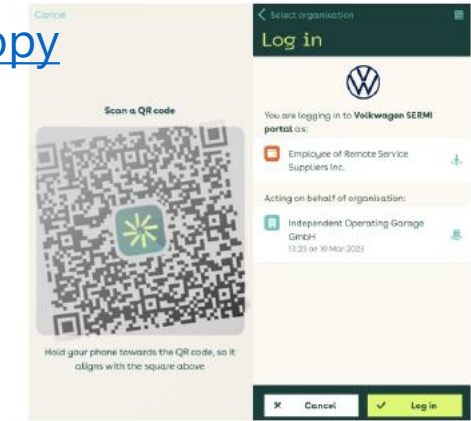 opy
Cancel
Scan a QR code
Hold your phone towards the QR code, so it
aligns with the square above
Select organisation
Log in
You are logging in to Volkswagen SERMI
portal as:
Employee of Remote Service
Suppliers Inc.
Acting on behalf of organisation:
Independent Operating Garage
GmbH
13:23 on 10 Mar 2023
Cancel
Log in